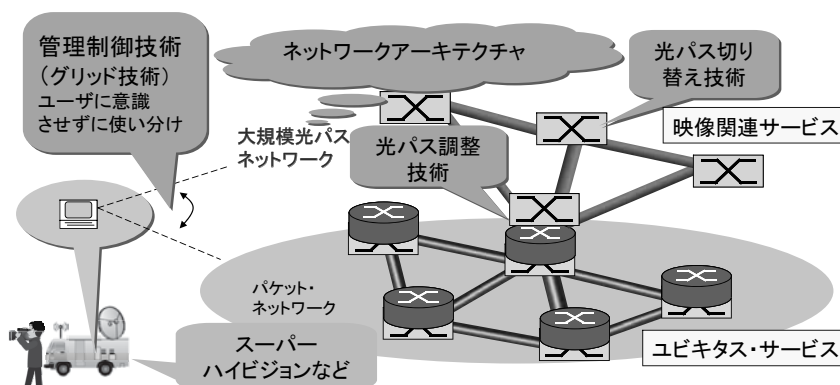 管理制御技術
（グリッド技術）
ユーザに意識
させずに使い分け
ネットワークアーキテクチャ
光パス切り
替え技術
大規模光パス
ネットワーク
光パス調整
技術
映像関連サービス
パケット・
ネットワーク
スーパー
ハイビジョンなど
ユビキタス・サービス